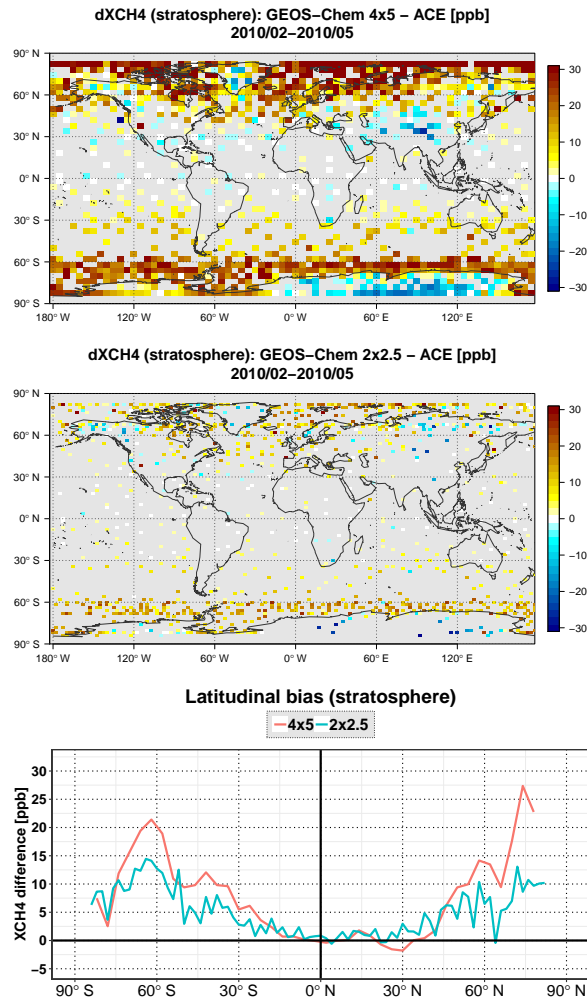 dXCH4 (stratosphere): GEOS−Chem 4x5 − ACE [ppb]
2010/02−2010/05
90° N
60° N
30° N
0° N
30° S
60° S
90° S
180° W 120° W 60° W 0° W 60° E 120° E
30
20
10
0
−10
−20
−30
dXCH4 (stratosphere): GEOS−Chem 2x2.5 − ACE [ppb]
2010/02−2010/05
90° N
60° N
30° N
0° N
30° S
60° S
90° S
180° W 120° W 60° W 0° W 60° E 120° E
30
20
10
0
−10
−20
−30
Latitudinal bias (stratosphere)
4x5 2x2.5
XCH4 difference [ppb]
30
25
20
15
10
5
0
−5
90° S 60° S 30° S 0° N 30° N 60° N 90° N